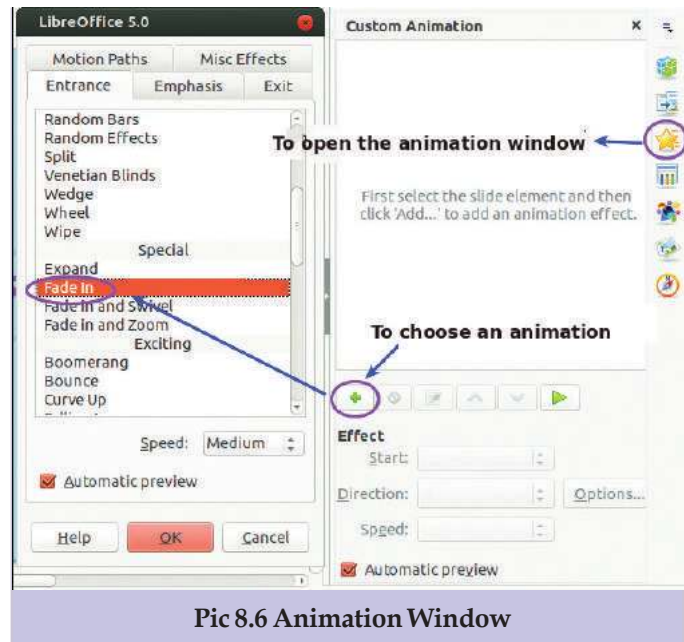 LibreOffice 5.0
Motion Paths Misc Effects
Entrance Emphasis Exit
Random Bars
Random Effects
Split
Venetian Blinds
Wedge
Wheel
Wipe
Special
Expand
Fade In
Fade in and Swivel
Fade in and Zoom
Exciting
Boomerang
Bounce
Curve Up
Speed: Medium
Automatic preview
Help OK Cancel
Custom Animation
To open the animation window
First select the slide element and then
click 'Add...' to add an animation effect.
To choose an animation
Effect
Start:
Direction: Options...
Speed:
Automatic preview
Pic 8.6 Animation Window